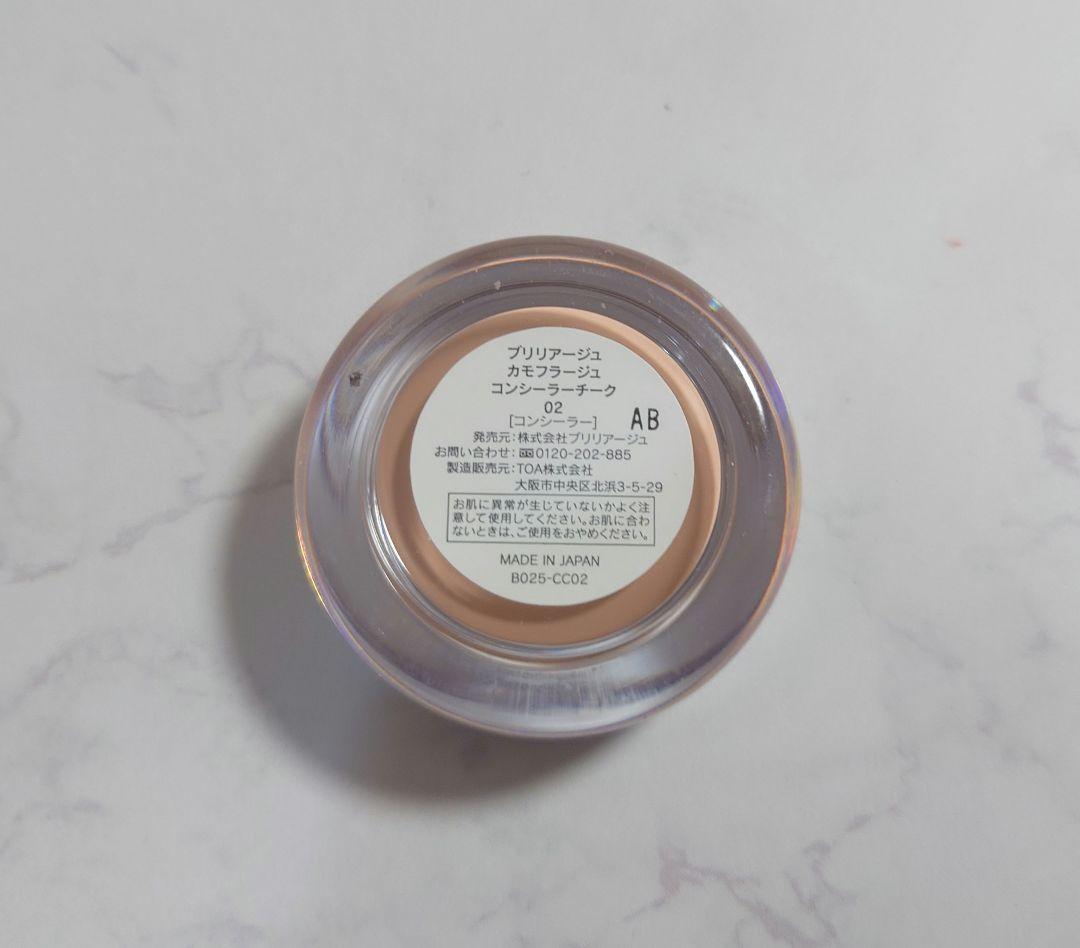 ブリリアージュ
カモフラージュ
コンシーラーチーク
02
[コンシーラー]
AB
発売元:株式会社ブリリアージュ
お問い合わせ:0120-202-885
製造販売元:TOA株式会社
大阪市中央区北浜3-5-29
お肌に異常が生じていないかよく注
意して使用してください。お肌に合わ
ないときは、ご使用をおやめください。
MADE IN JAPAN
B025-CC02